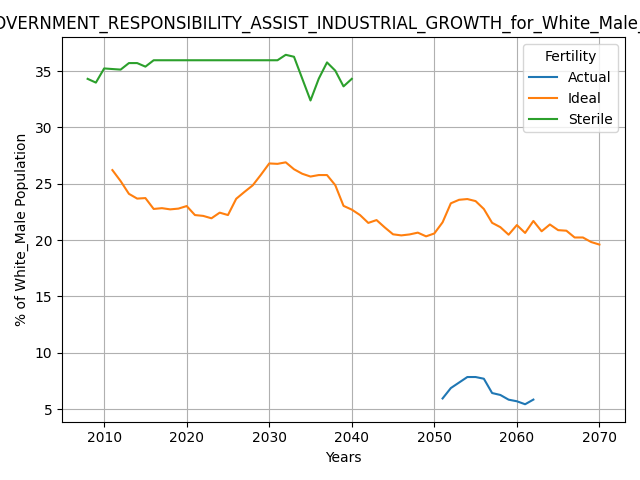 OVERNMENT_RESPONSIBILITY_ASSIST_INDUSTRIAL_GROWTH_for_White_Male_
Fertility
Actual
Ideal
Sterile
% of White_Male Population
35
30
25
20
15
10
5
2010 2020 2030 2040 2050 2060 2070
Years